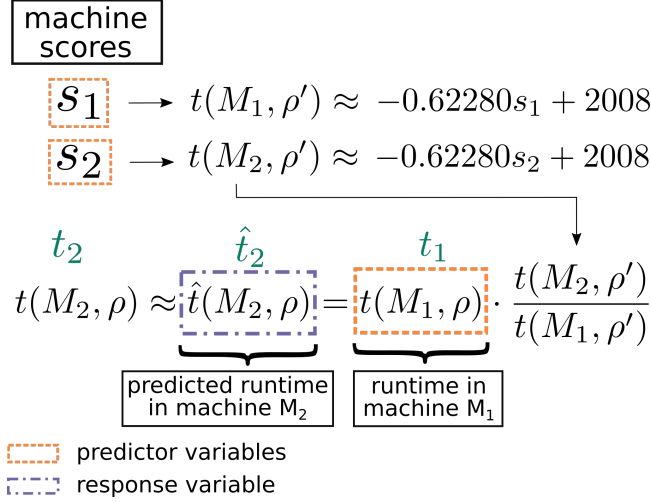 machine
scores
s₁ → t(M₁, ρ′) ≈ −0.62280s₁ + 2008
s₂ → t(M₂, ρ′) ≈ −0.62280s₂ + 2008
t₂ t̂₂ t₁
t(M₂, ρ) ≈ t̂(M₂, ρ) = t(M₁, ρ) · t(M₂, ρ′) / t(M₁, ρ′)
predicted runtime
in machine M₂
runtime in
machine M₁
predictor variables
response variable